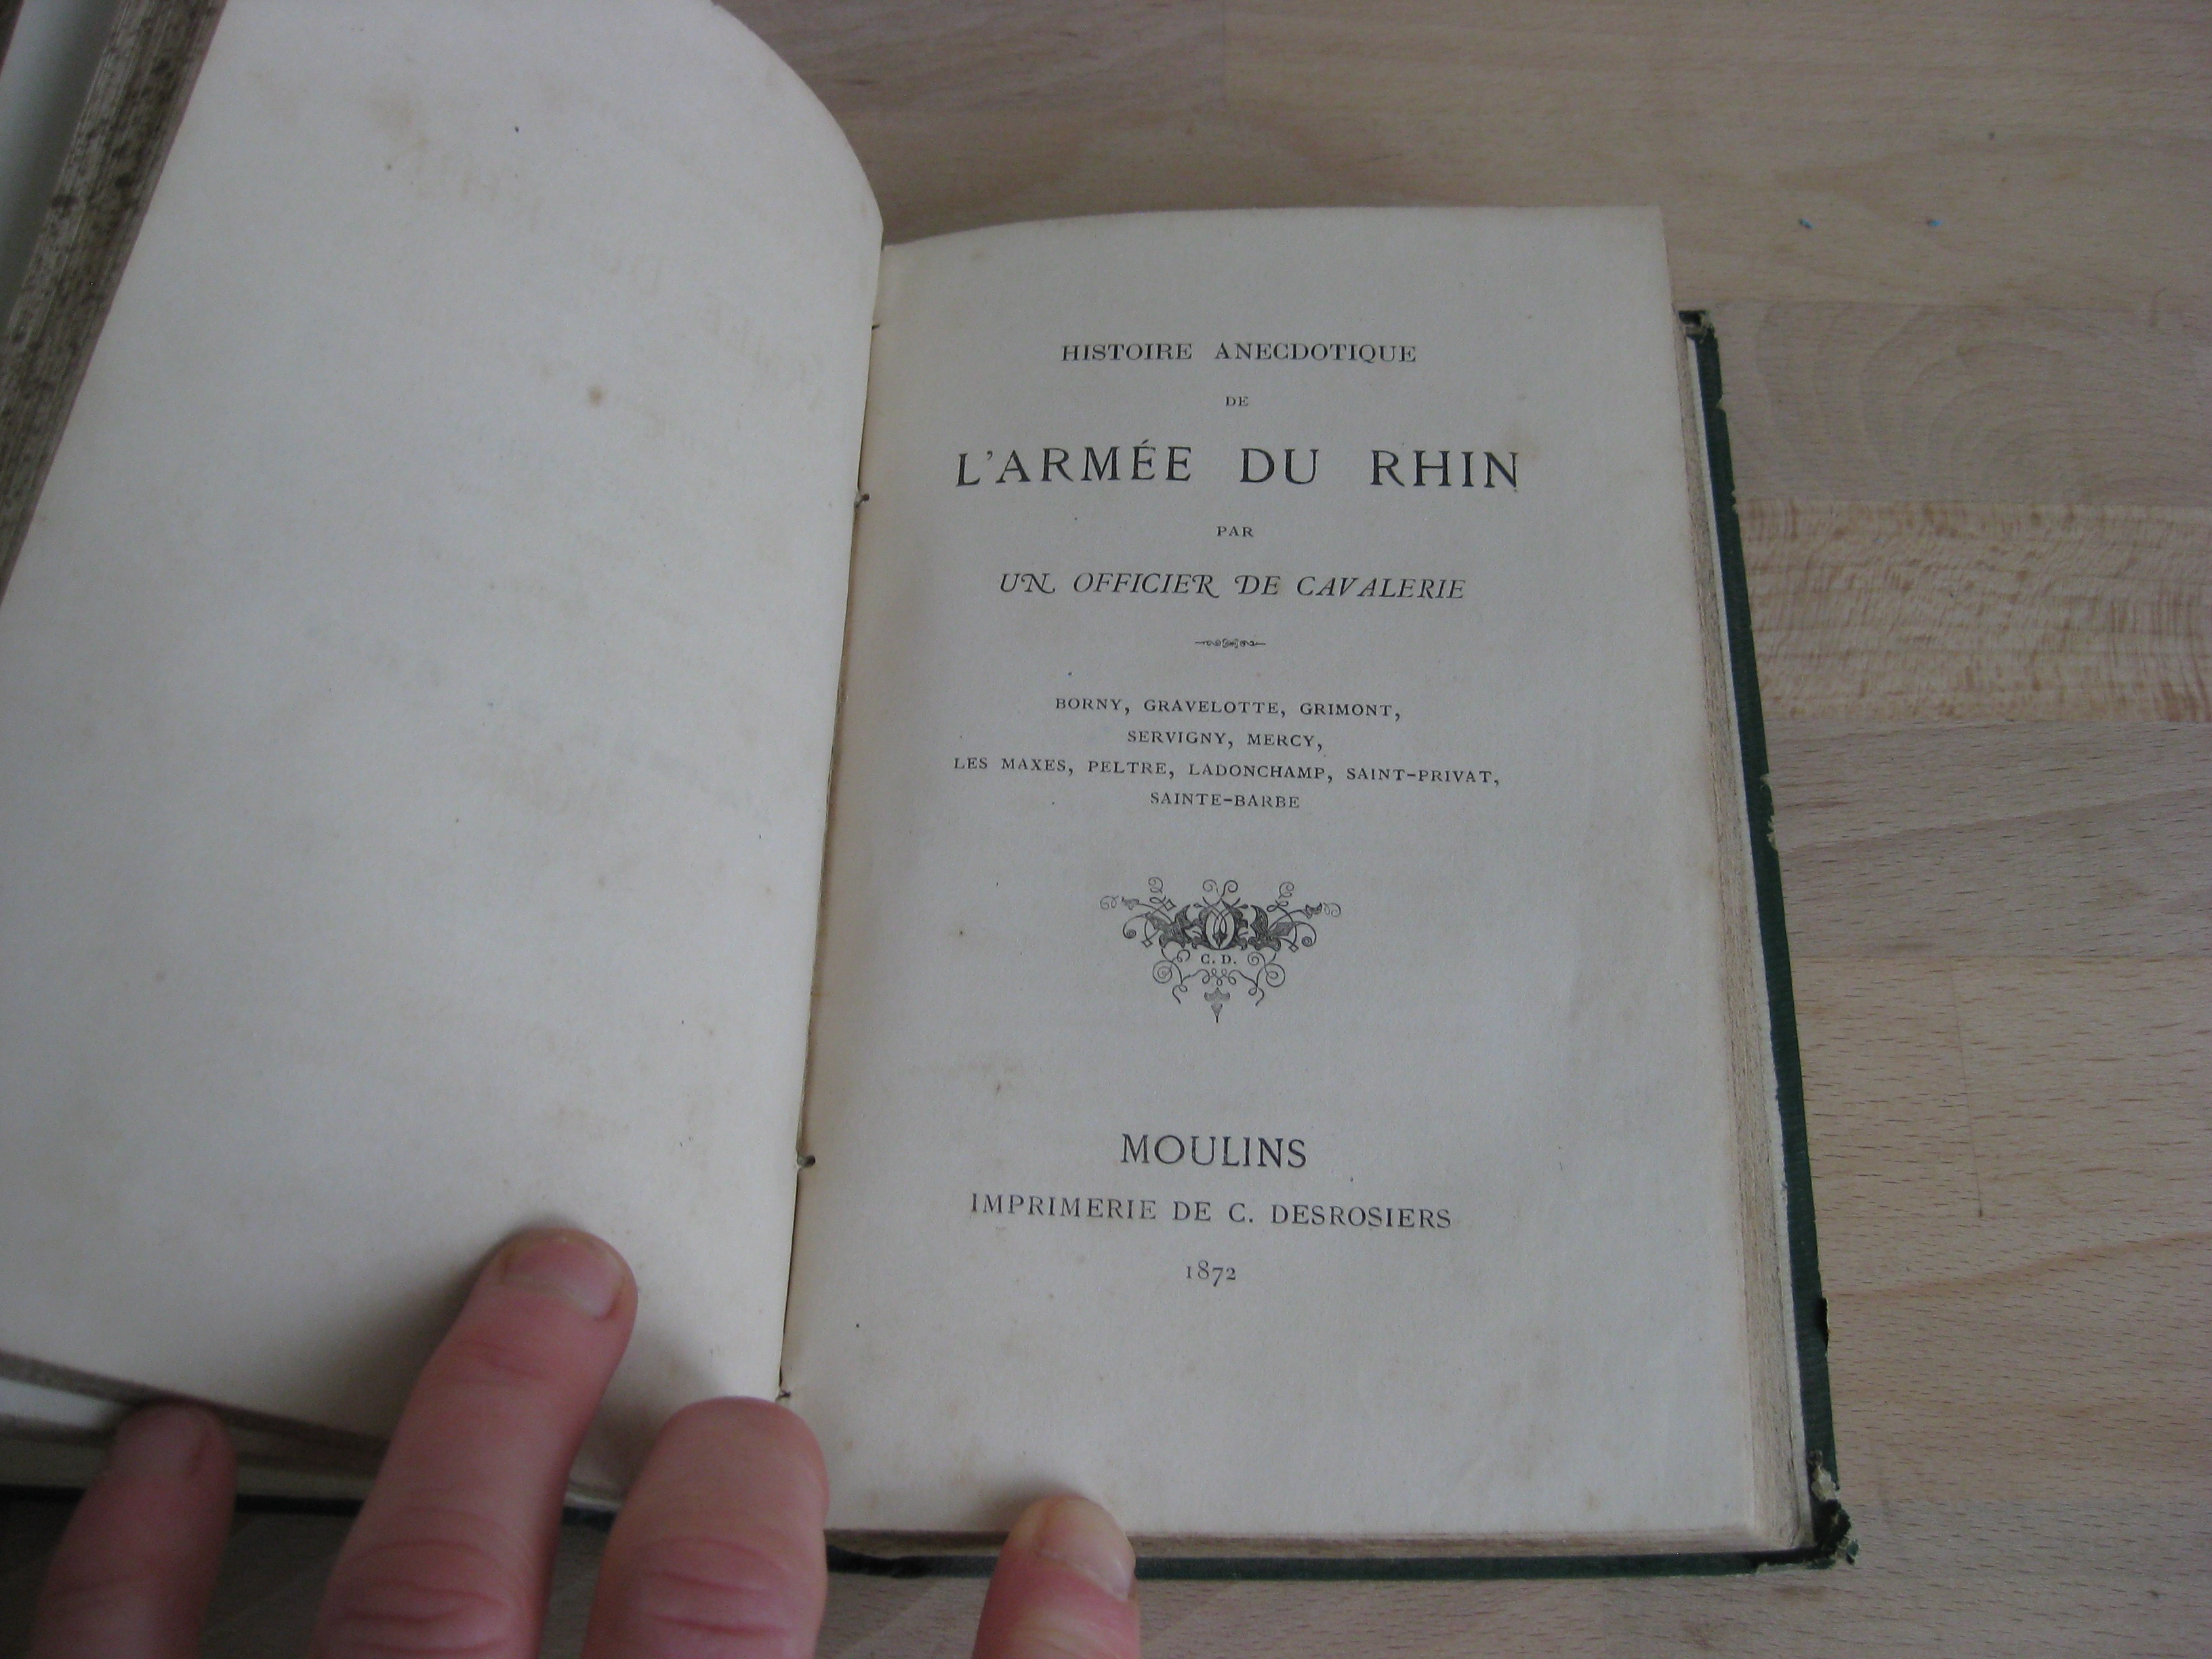 HISTOIRE ANECDOTIQUE
DE
L'ARMÉE DU RHIN
PAR
UN OFFICIER DE CAVALERIE
BORNY, GRAVELOTTE, GRIMONT,
SERVIGNY, MERCY,
LES MAXES, PELTRE, LADONCHAMP, SAINT-PRIVAT,
SAINTE-BARBE
C. D.
MOULINS
IMPRIMERIE DE C. DESROSIERS
1872